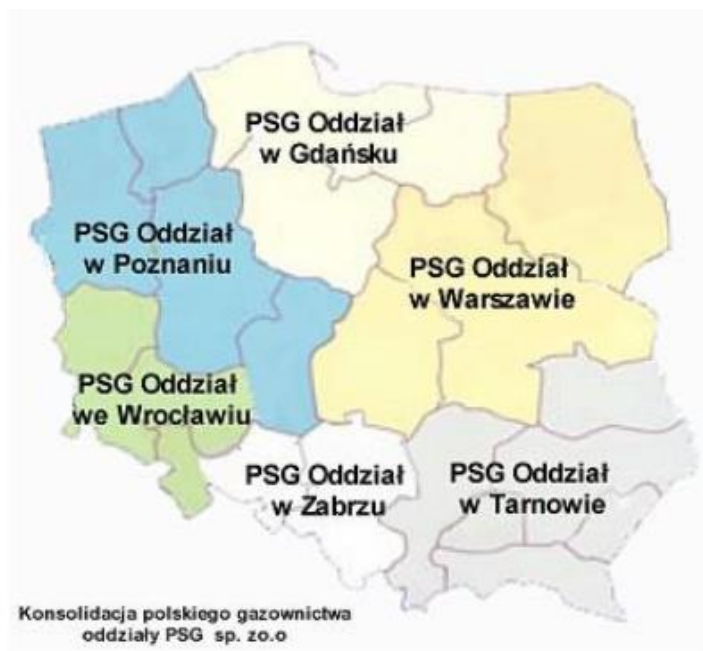 PSG Oddział
w Gdańsku
PSG Oddział
w Poznaniu
PSG Oddział
w Warszawie
PSG Oddział
we Wrocławiu
PSG Oddział
w Zabrzu
PSG Oddział
w Tarnowie
Konsolidacja polskiego gazownictwa
oddziały PSG sp. zo.o